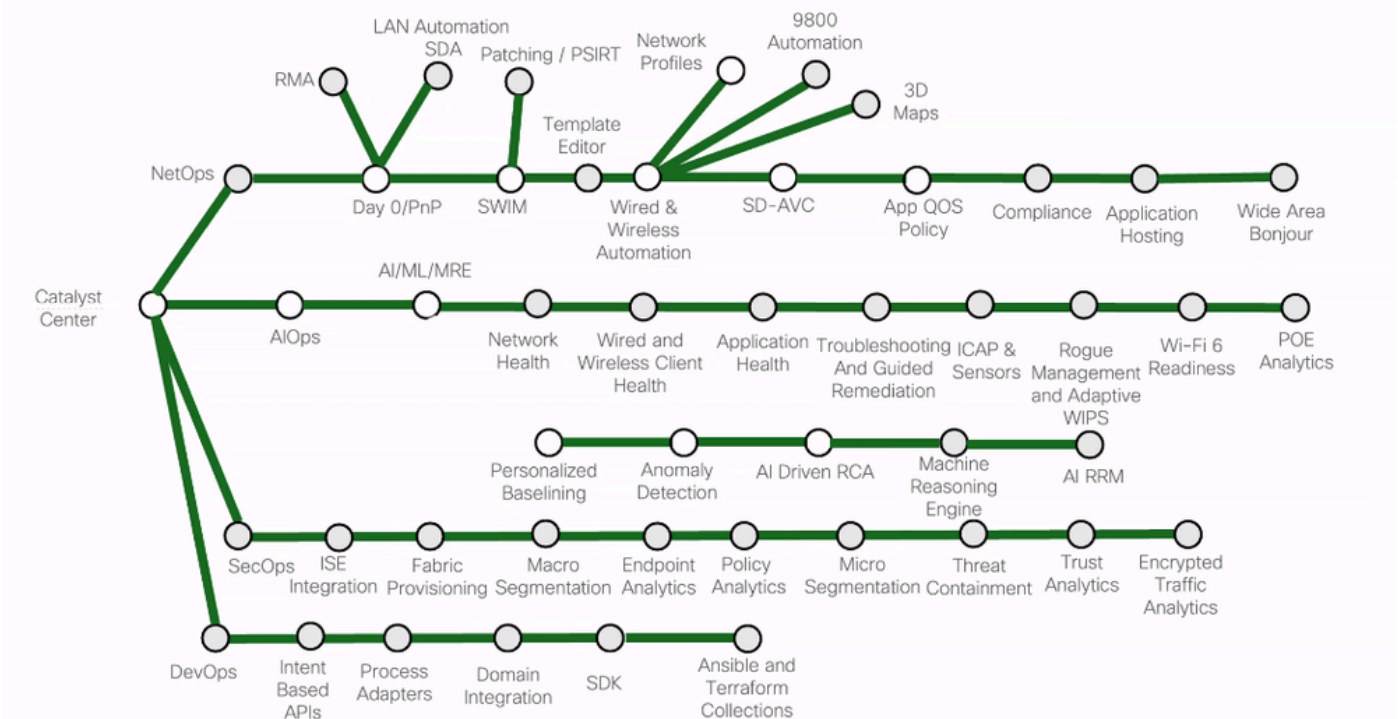 LAN Automation
SDA
RMA
Patching / PSIRT
Network
Profiles
9800
Automation
3D
Maps
Template
Editor
NetOps
Day 0/PnP
SWIM
Wired &
Wireless
Automation
SD-AVC
App QOS
Policy
Compliance
Application
Hosting
Wide Area
Bonjour
Catalyst
Center
AIOps
AI/ML/MRE
Network
Health
Wired and
Wireless Client
Health
Application
Health
Troubleshooting
And Guided
Remediation
ICAP &
Sensors
Rogue
Management
and Adaptive
WIPS
Wi-Fi 6
Readiness
POE
Analytics
Personalized
Baselining
Anomaly
Detection
AI Driven RCA
Machine
Reasoning
Engine
AI RRM
SecOps
ISE
Integration
Fabric
Provisioning
Macro
Segmentation
Endpoint
Analytics
Policy
Analytics
Micro
Segmentation
Threat
Containment
Trust
Analytics
Encrypted
Traffic
Analytics
DevOps
Intent
Based
APIs
Process
Adapters
Domain
Integration
SDK
Ansible and
Terraform
Collections